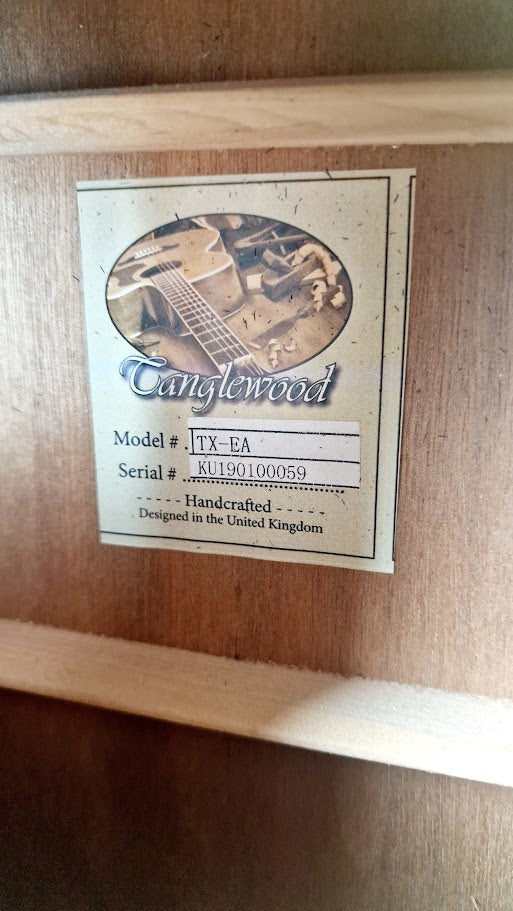 Tanglewood
Model # TX-EA
Serial # KU190100059
- - - - - Handcrafted - - - - -
Designed in the United Kingdom